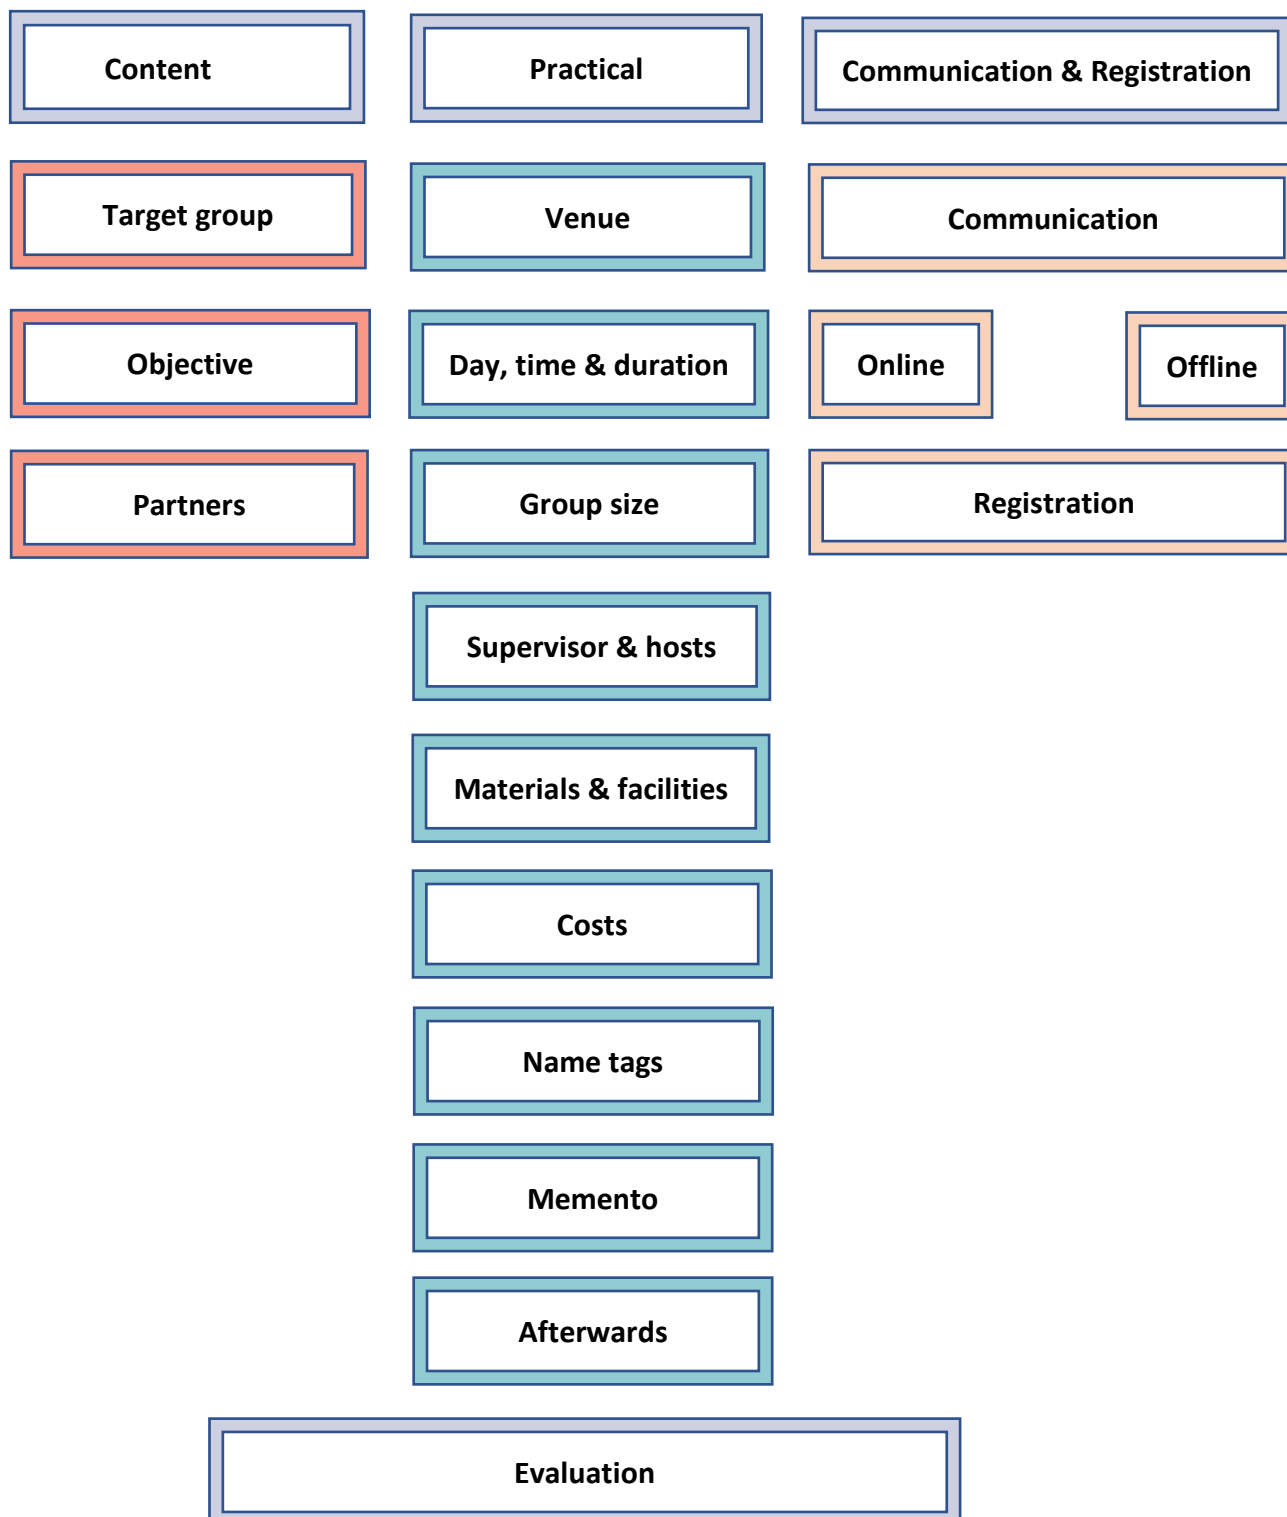 Content
Practical
Communication & Registration
Target group
Venue
Communication
Objective
Day, time & duration
Online
Offline
Partners
Group size
Registration
Supervisor & hosts
Materials & facilities
Costs
Name tags
Memento
Afterwards
Evaluation